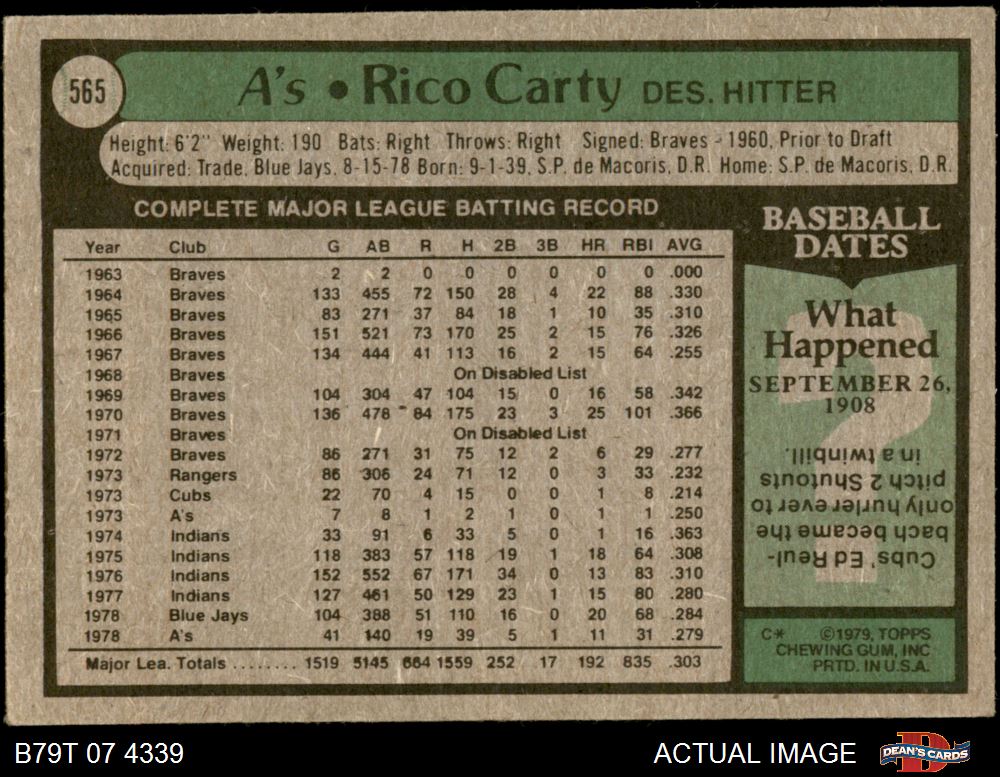 565
A's • Rico Carty DES. HITTER
Height: 6'2" Weight: 190 Bats: Right Throws: Right Signed: Braves - 1960, Prior to Draft
Acquired: Trade, Blue Jays, 8-15-78 Born: 9-1-39, S.P. de Macoris, D.R. Home: S.P. de Macoris, D.R.
COMPLETE MAJOR LEAGUE BATTING RECORD
Year Club G AB R H 2B 3B HR RBI AVG
1963 Braves 2 2 0 0 0 0 0 0 .000
1964 Braves 133 455 72 150 28 4 22 88 .330
1965 Braves 83 271 37 84 18 1 10 35 .310
1966 Braves 151 521 73 170 25 2 15 76 .326
1967 Braves 134 444 41 113 16 2 15 64 .255
1968 Braves On Disabled List
1969 Braves 104 304 47 104 15 0 16 58 .342
1970 Braves 136 478 84 175 23 3 25 101 .366
1971 Braves On Disabled List
1972 Braves 86 271 31 75 12 2 6 29 .277
1973 Rangers 86 306 24 71 12 0 3 33 .232
1973 Cubs 22 70 4 15 0 0 1 8 .214
1973 A's 7 8 1 2 1 0 1 1 .250
1974 Indians 33 91 6 33 5 0 1 16 .363
1975 Indians 118 383 57 118 19 1 18 64 .308
1976 Indians 152 552 67 171 34 0 13 83 .310
1977 Indians 127 461 50 129 23 1 15 80 .280
1978 Blue Jays 104 388 51 110 16 0 20 68 .284
1978 A's 41 140 19 39 5 1 11 31 .279
Major Lea. Totals ........ 1519 5145 664 1559 252 17 192 835 .303
BASEBALL
DATES
What
Happened
SEPTEMBER 26,
1908
Cubs' Ed Reul-
bach became the
only hurler ever to
pitch 2 Shutouts
in a twinbill.
C* ©1979, TOPPS
CHEWING GUM, INC
PRTD. IN U.S.A.
B79T 07 4339
ACTUAL IMAGE
DEAN'S CARDS